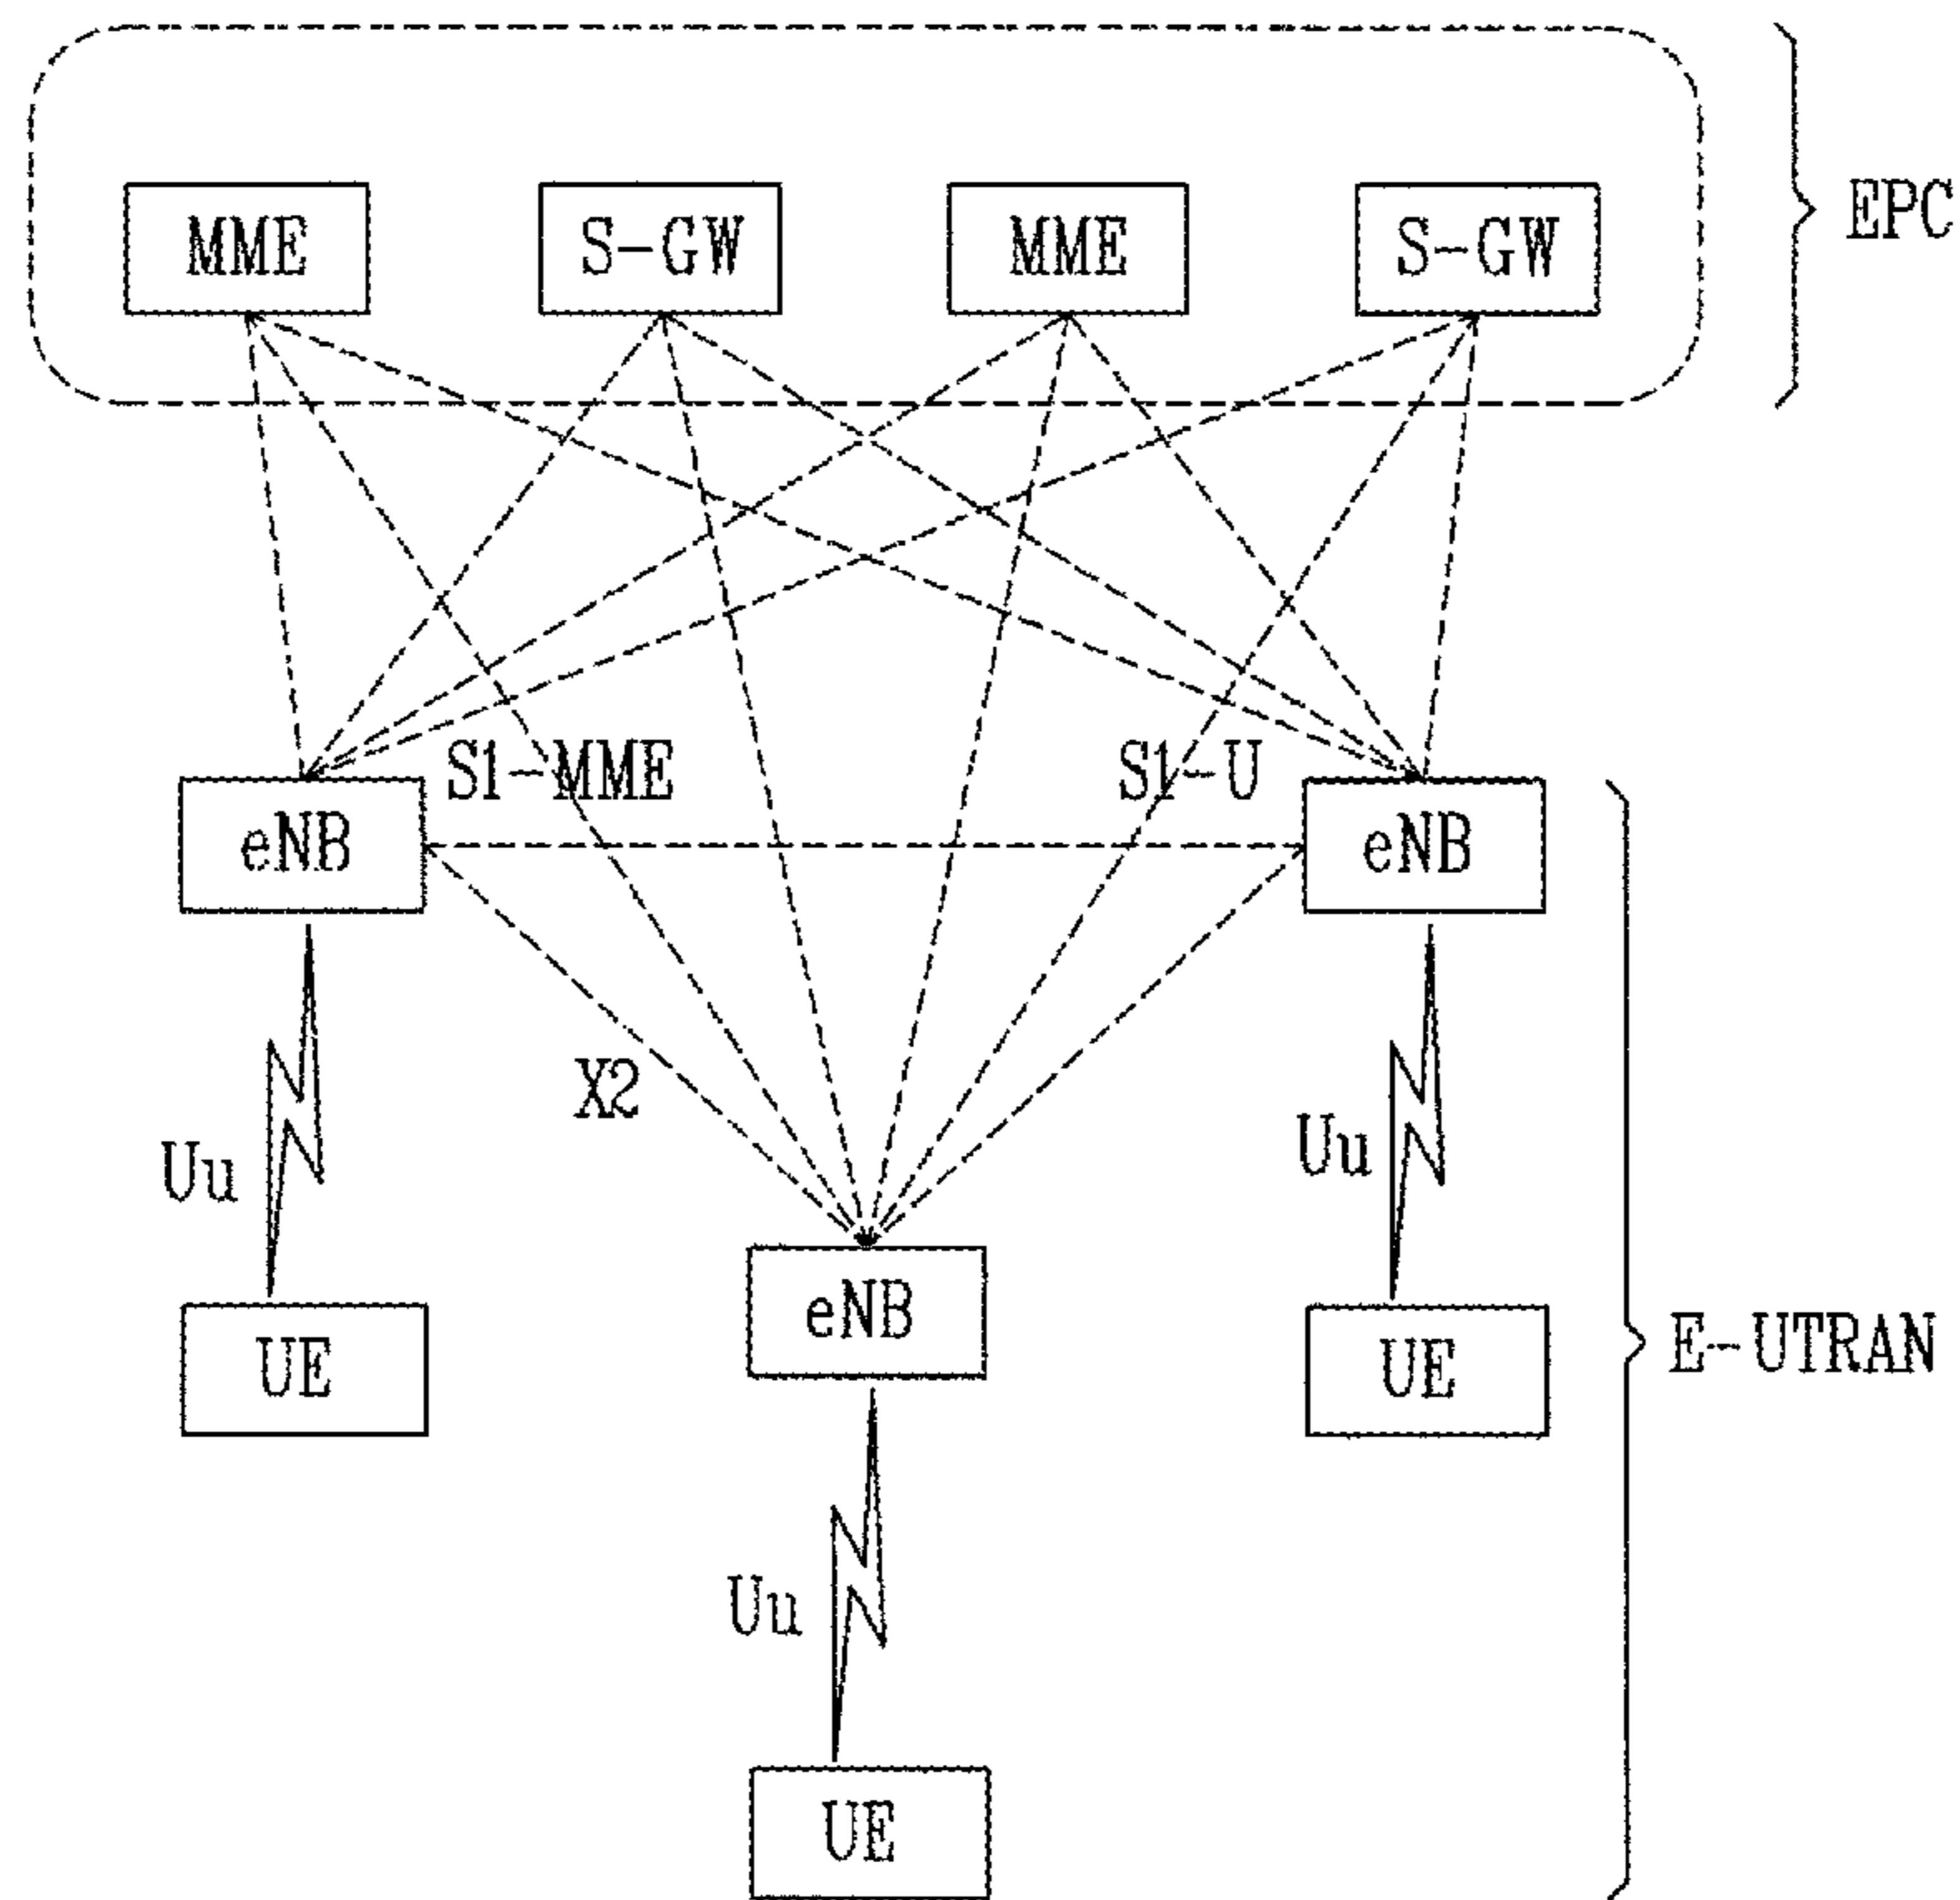 EPC
MME
S-GW
MME
S-GW
S1-MME
S1-U
eNB
eNB
X2
Uu
Uu
eNB
E-UTRAN
UE
UE
Uu
UE